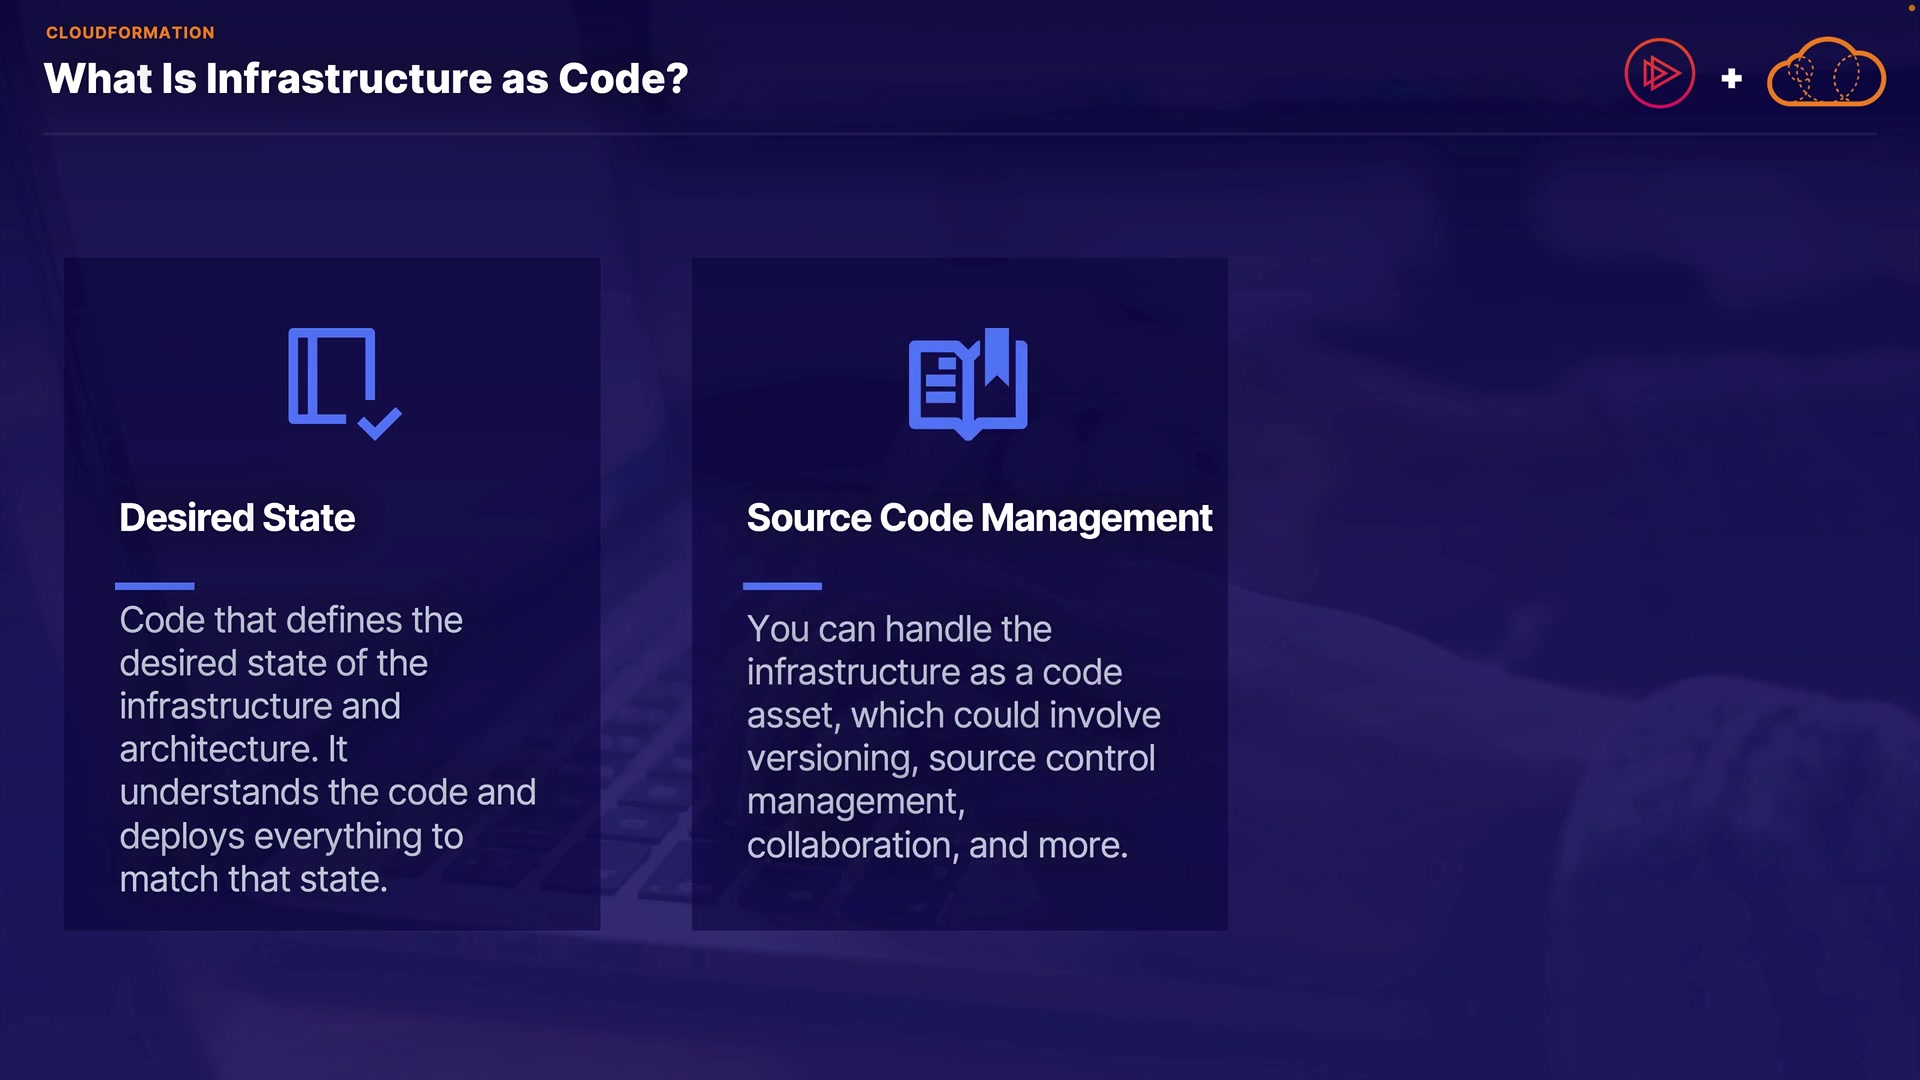 CLOUDFORMATION
What Is Infrastructure as Code?
+
Desired State
Code that defines the
desired state of the
infrastructure and
architecture. It
understands the code and
deploys everything to
match that state.
Source Code Management
You can handle the
infrastructure as a code
asset, which could involve
versioning, source control
management,
collaboration, and more.